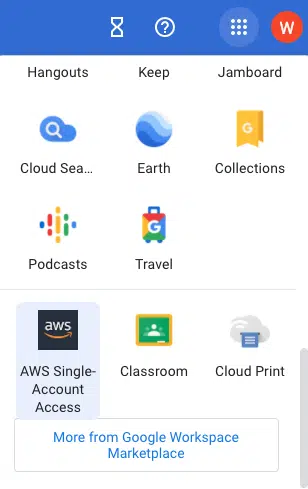 W
Hangouts Keep Jamboard
G
Cloud Sea... Earth Collections
G
Podcasts Travel
aws
AWS Single-
Account
Access
Classroom
Cloud Print
More from Google Workspace
Marketplace